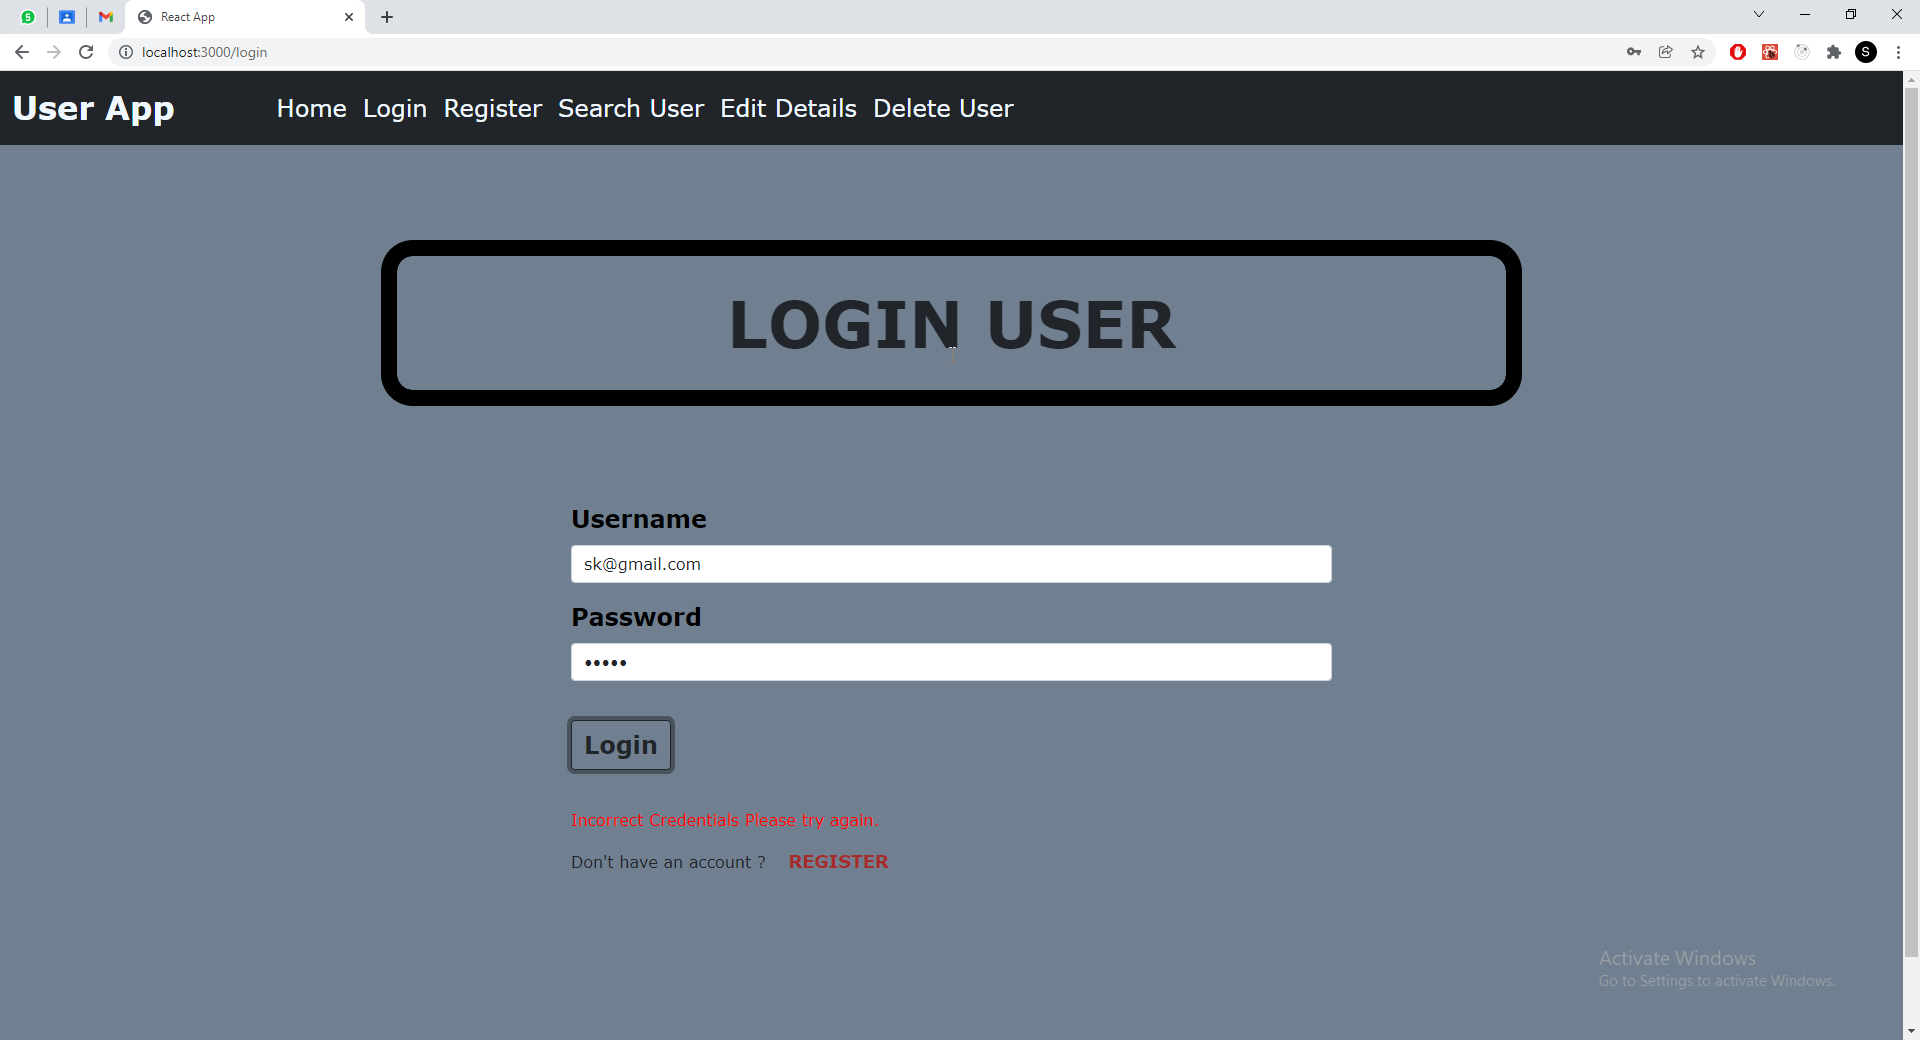 5
React App
localhost:3000/login
S
User App Home Login Register Search User Edit Details Delete User
LOGIN USER
Username
sk@gmail.com
Password
•••••
Login
Incorrect Credentials Please try again.
Don't have an account ? REGISTER
Activate Windows
Go to Settings to activate Windows.